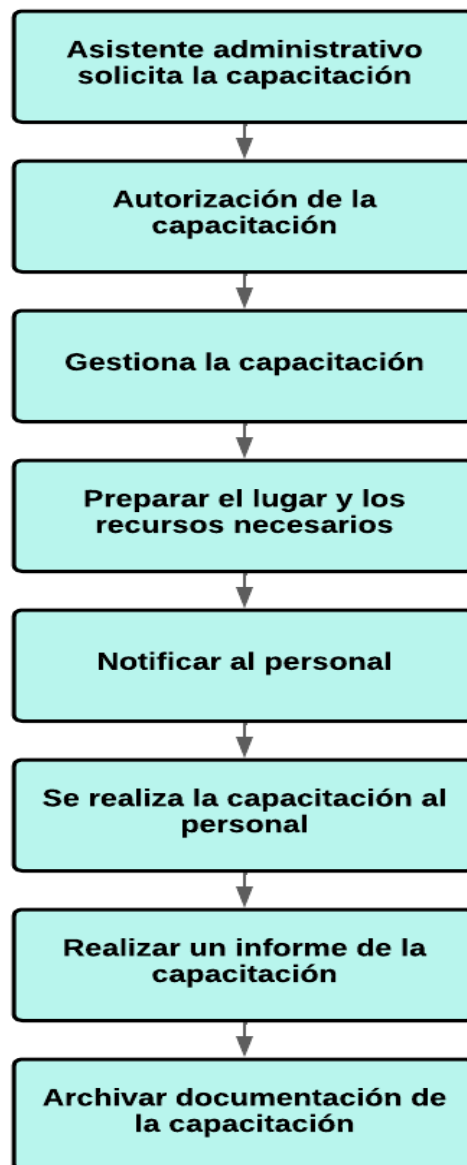 Asistente administrativo
solicita la capacitación
Autorización de la
capacitación
Gestiona la capacitación
Preparar el lugar y los
recursos necesarios
Notificar al personal
Se realiza la capacitación al
personal
Realizar un informe de la
capacitación
Archivar documentación de
la capacitación